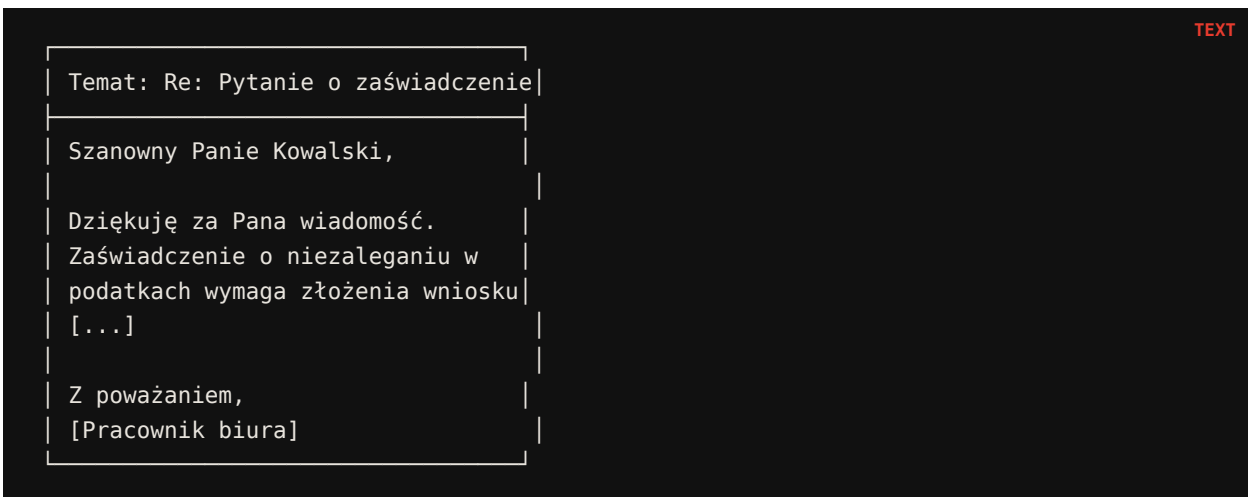 TEXT
Temat: Re: Pytanie o zaświadczenie
Szanowny Panie Kowalski,
Dziękuję za Pana wiadomość.
Zaświadczenie o niezaleganiu w
podatkach wymaga złożenia wniosku
[...]
Z poważaniem,
[Pracownik biura]